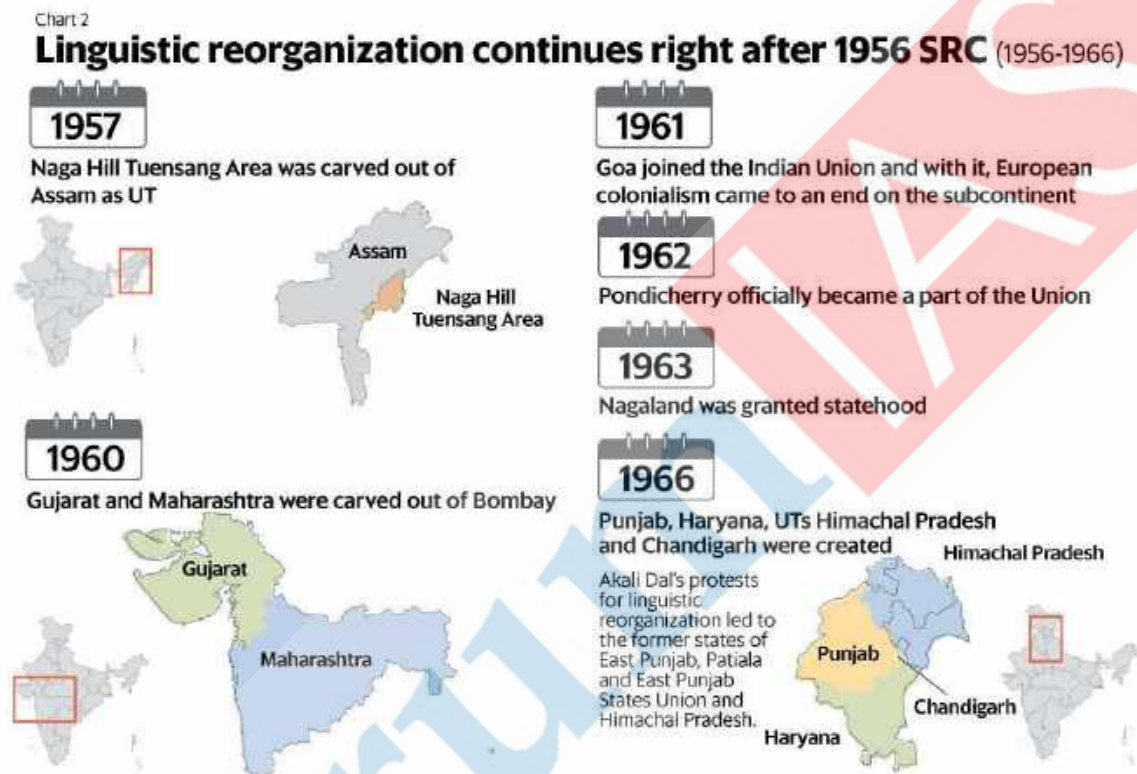 Chart 2
Linguistic reorganization continues right after 1956 SRC (1956-1966)
1957
Naga Hill Tuensang Area was carved out of
Assam as UT
Assam
Naga Hill
Tuensang Area
1960
Gujarat and Maharashtra were carved out of Bombay
Gujarat
Maharashtra
1961
Goa joined the Indian Union and with it, European
colonialism came to an end on the subcontinent
1962
Pondicherry officially became a part of the Union
1963
Nagaland was granted statehood
1966
Punjab, Haryana, UTs Himachal Pradesh
and Chandigarh were created
Akali Dal's protests
for linguistic
reorganization led to
the former states of
East Punjab, Patiala
and East Punjab
States Union and
Himachal Pradesh.
Himachal Pradesh
Punjab
Chandigarh
Haryana
rum
IAS